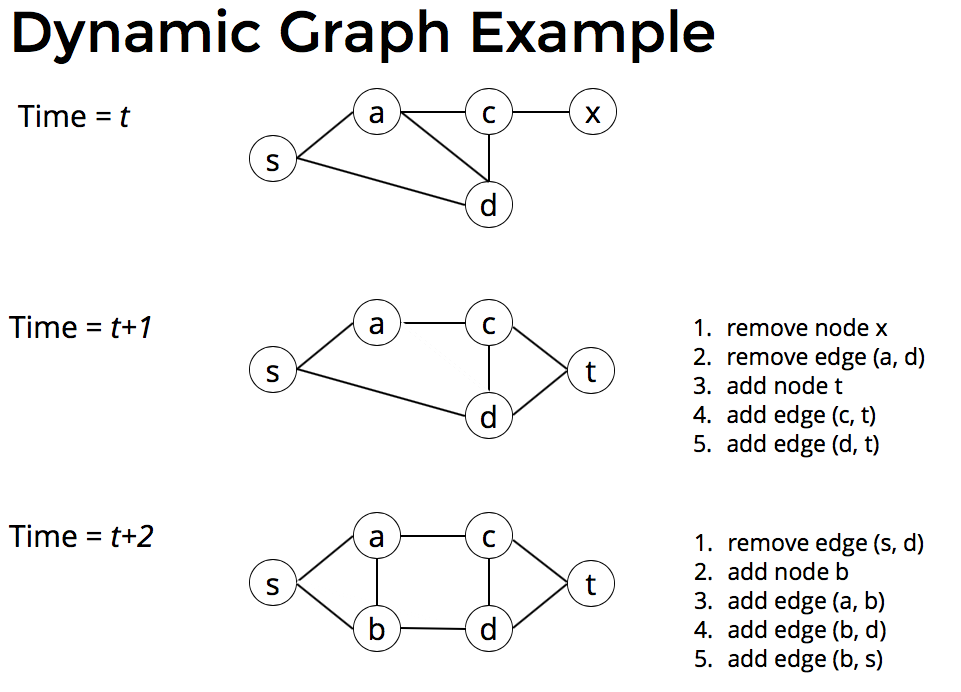 Dynamic Graph Example
Time = t
a
c
x
s
d
Time = t+1
a
c
s
t
d
1. remove node x
2. remove edge (a, d)
3. add node t
4. add edge (c, t)
5. add edge (d, t)
Time = t+2
a
c
s
t
b
d
1. remove edge (s, d)
2. add node b
3. add edge (a, b)
4. add edge (b, d)
5. add edge (b, s)